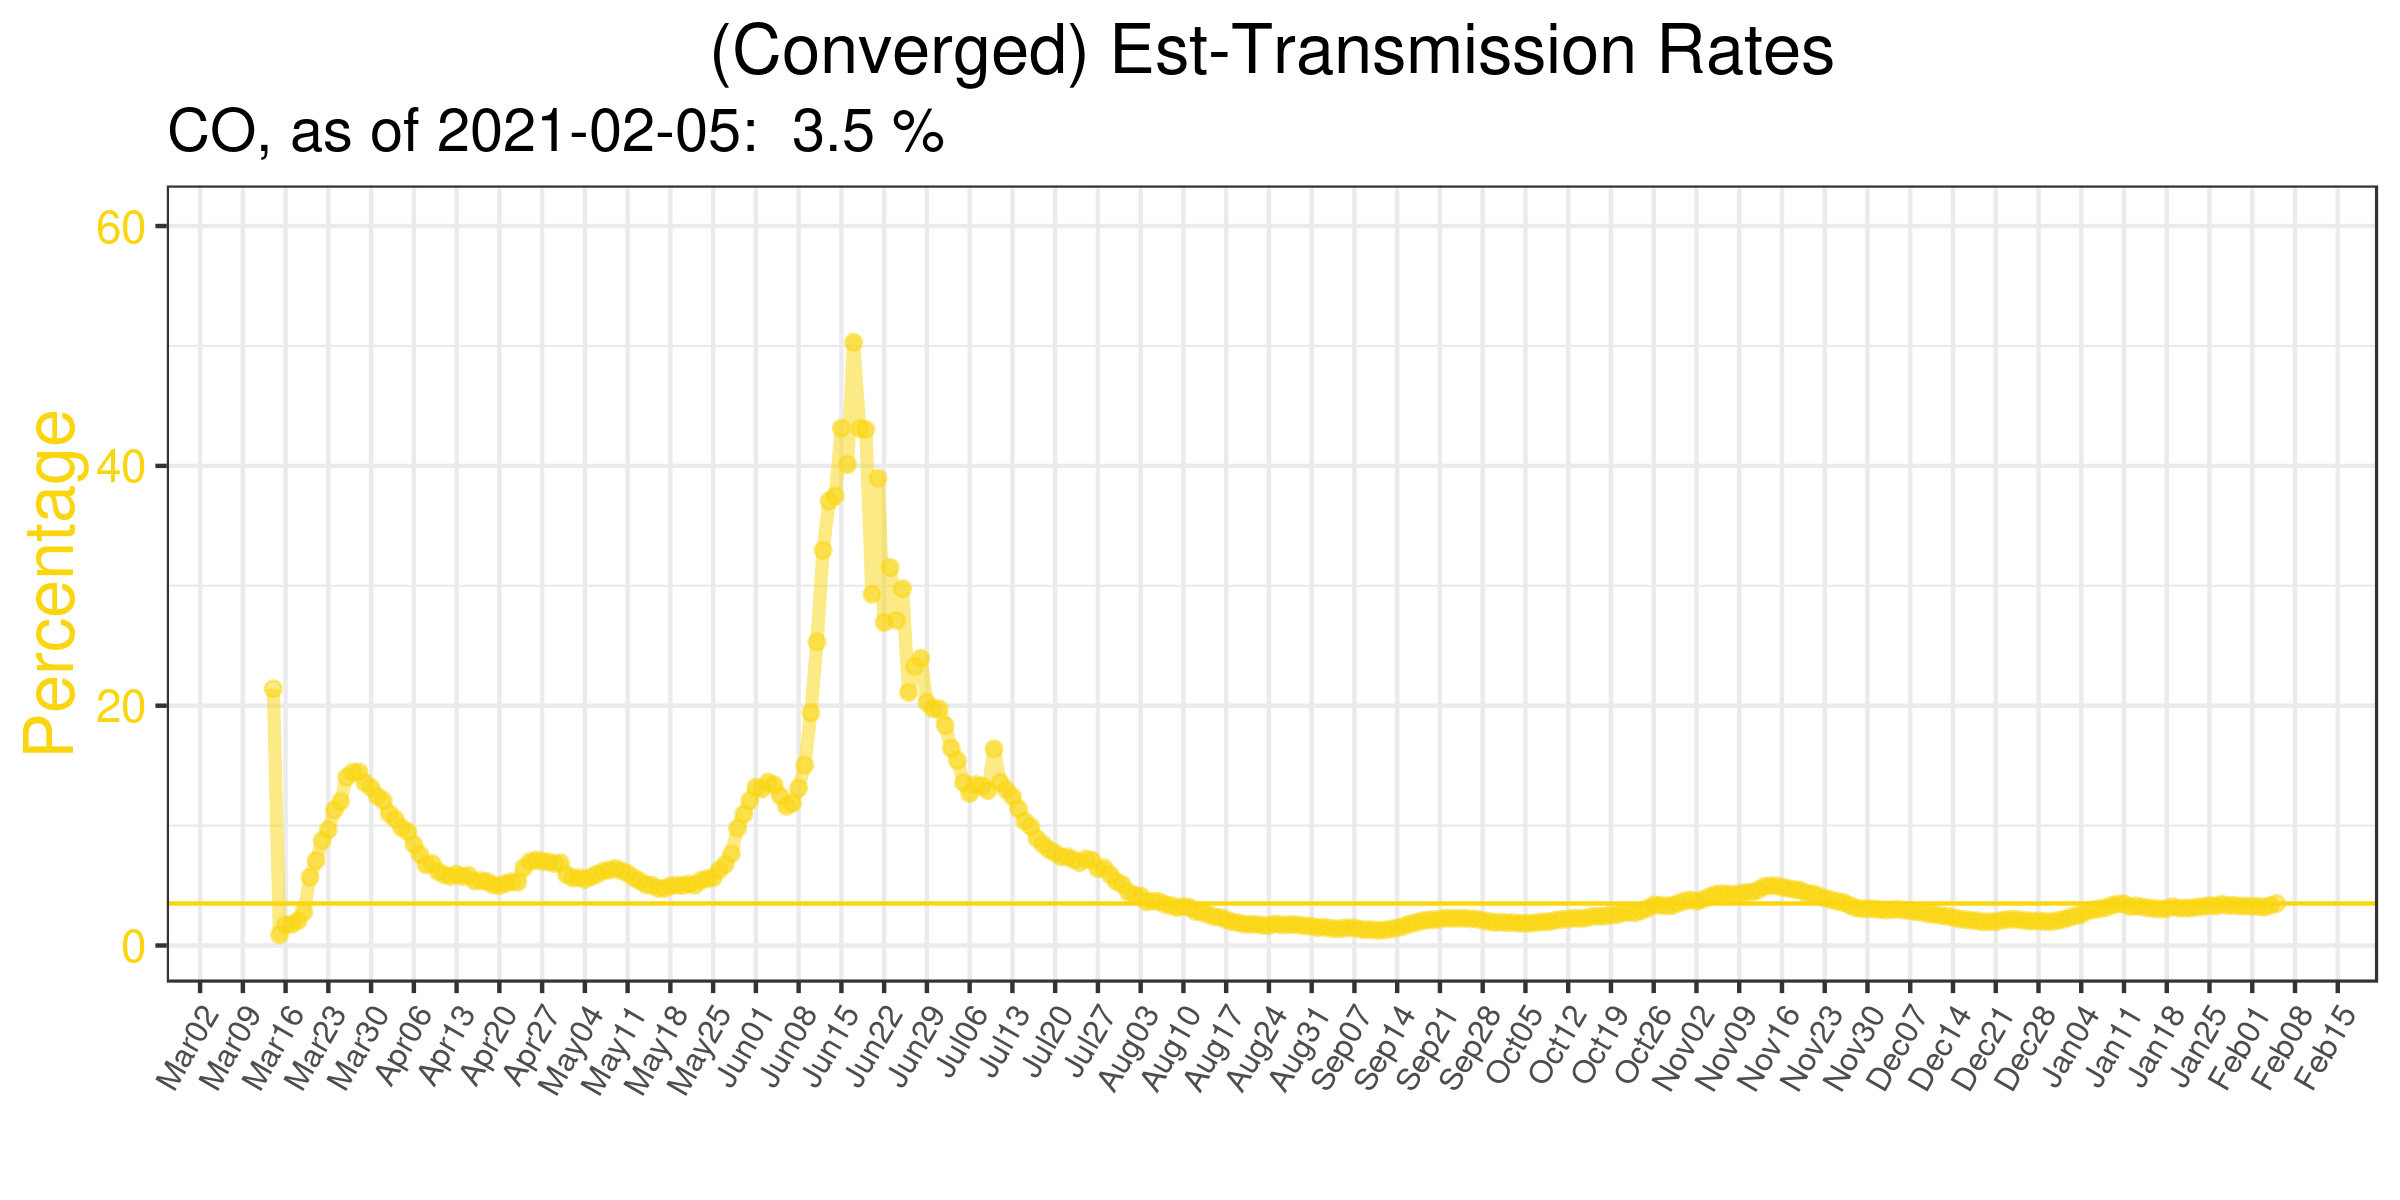 (Converged) Est-Transmission Rates
CO, as of 2021-02-05:  3.5 %
Percentage
60
40
20
0
Mar02
Mar09
Mar16
Mar23
Mar30
Apr06
Apr13
Apr20
Apr27
May04
May11
May18
May25
Jun01
Jun08
Jun15
Jun22
Jun29
Jul06
Jul13
Jul20
Jul27
Aug03
Aug10
Aug17
Aug24
Aug31
Sep07
Sep14
Sep21
Sep28
Oct05
Oct12
Oct19
Oct26
Nov02
Nov09
Nov16
Nov23
Nov30
Dec07
Dec14
Dec21
Dec28
Jan04
Jan11
Jan18
Jan25
Feb01
Feb08
Feb15